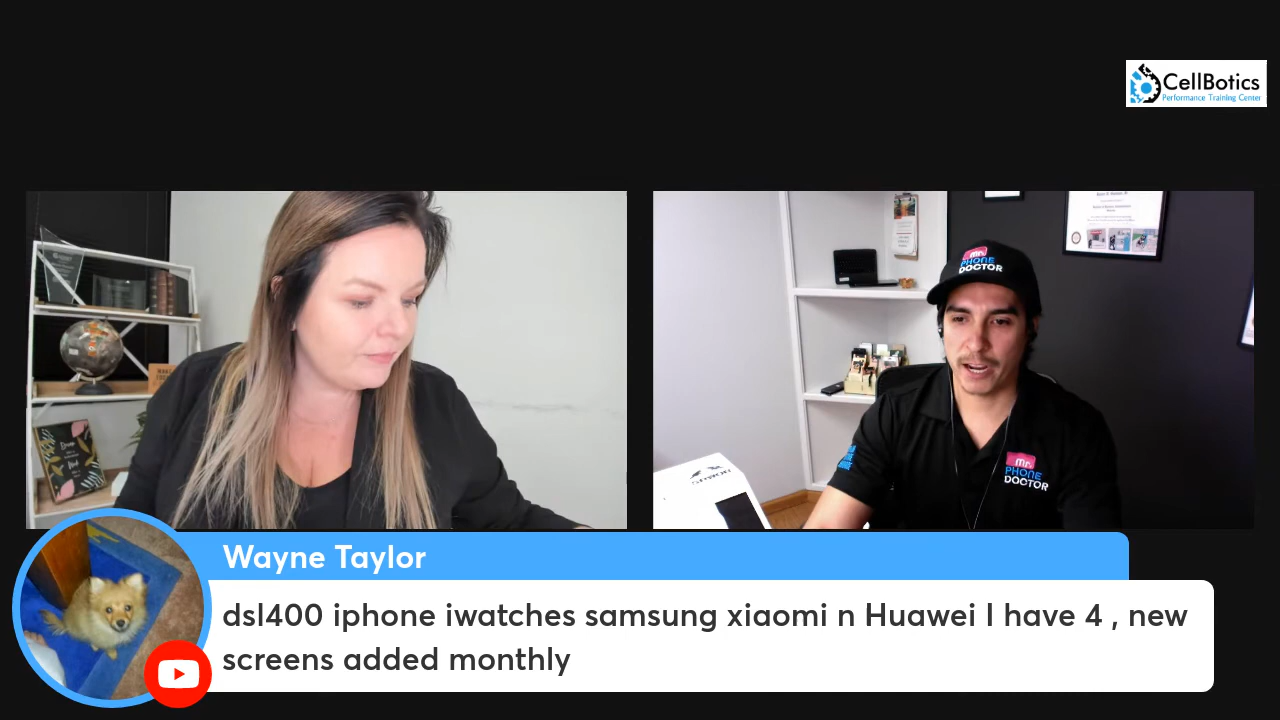 CellBotics
Performance Training Center
mr.
PHONE
DOCTOR
mr.
PHONE
DOCTOR
Wayne Taylor
dsl400 iphone iwatches samsung xiaomi n Huawei I have 4 , new
screens added monthly